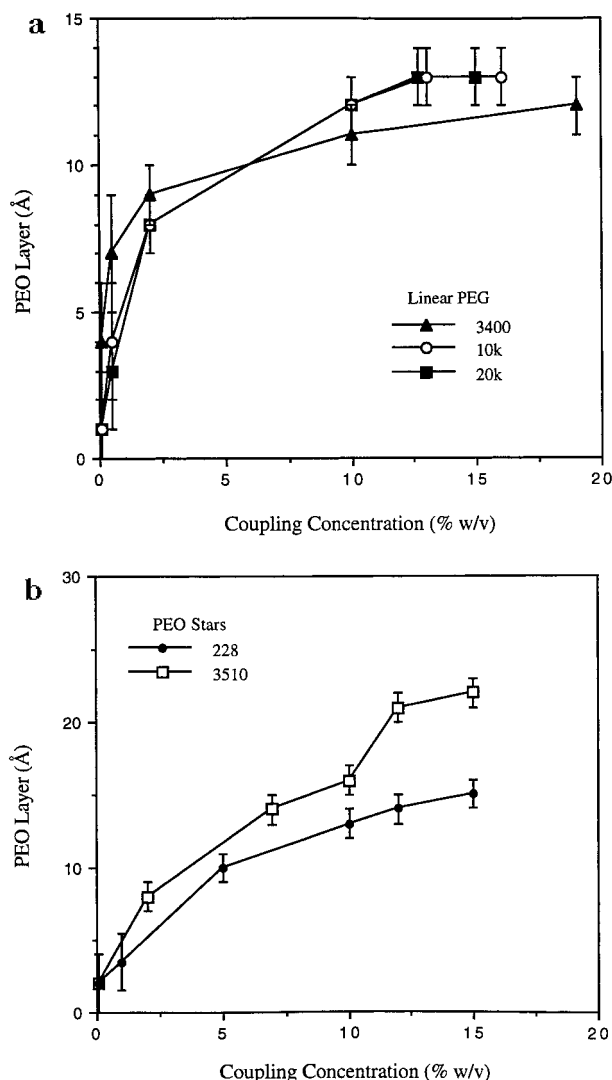 a
15
10
5
0
PEO Layer (Å)
Linear PEG
3400
10k
20k
0 5 10 15 20
Coupling Concentration (% w/v)
b
30
20
10
0
PEO Layer (Å)
PEO Stars
228
3510
0 5 10 15 20
Coupling Concentration (% w/v)